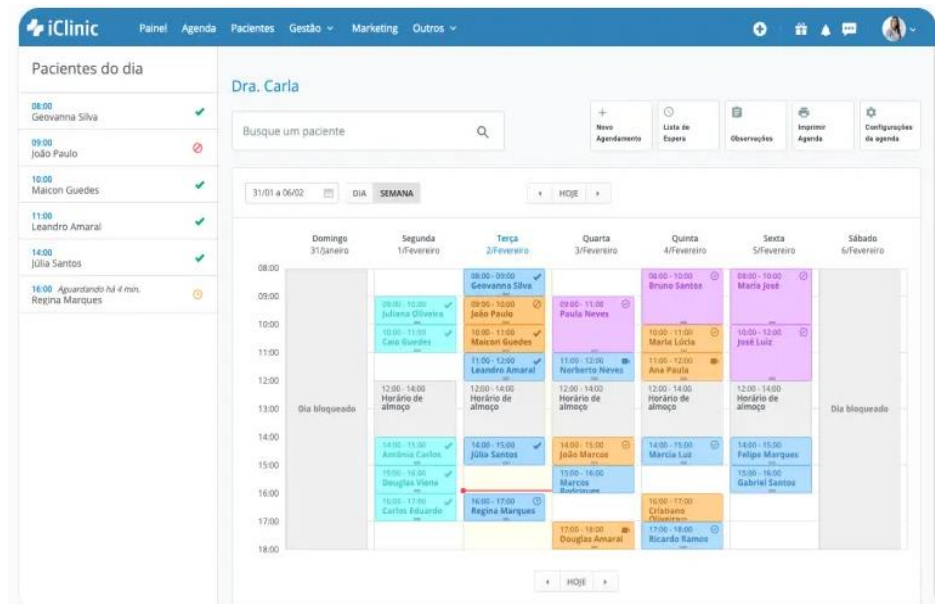 iClinic
Painel Agenda Pacientes Gestão Marketing Outros
Pacientes do dia
08:00
Geovanna Silva
09:00
João Paulo
10:00
Maicon Guedes
11:00
Leandro Amaral
14:00
Júlia Santos
16:00 Aguardando há 4 min.
Regina Marques
Dra. Carla
Busque um paciente
Novo
Agendamento
Lista de
Espera
Observações
Imprimir
Agenda
Configurações
da agenda
31/01 a 06/02 DIA SEMANA HOJE
Domingo
31/Janeiro
Segunda
1/Fevereiro
Terça
2/Fevereiro
Quarta
3/Fevereiro
Quinta
4/Fevereiro
Sexta
5/Fevereiro
Sábado
6/Fevereiro
08:00
09:00
10:00
11:00
12:00
13:00
14:00
15:00
16:00
17:00
18:00
Dia bloqueado
09:00 - 10:00
Juliana Oliveira
10:00 - 11:00
Caio Guedes
12:00 - 14:00
Horário de
almoço
14:00 - 15:00
Antônia Carlos
15:00 - 16:00
Douglas Viena
16:00 - 17:00
Carlos Eduardo
08:00 - 09:00
Geovanna Silva
09:00 - 10:00
João Paulo
10:00 - 11:00
Maicon Guedes
11:00 - 12:00
Leandro Amaral
12:00 - 14:00
Horário de
almoço
14:00 - 15:00
Júlia Santos
16:00 - 17:00
Regina Marques
09:00 - 11:00
Paula Neves
11:00 - 12:00
Norberto Neves
12:00 - 14:00
Horário de
almoço
14:00 - 15:00
João Marcos
15:00 - 16:00
Marcos
Rodrigues
17:00 - 18:00
Douglas Amaral
08:00 - 10:00
Bruno Santos
10:00 - 11:00
Maria Lúcia
11:00 - 12:00
Ana Paula
12:00 - 14:00
Horário de
almoço
14:00 - 15:00
Marcia Luz
16:00 - 17:00
Cristiano
Oliveira
17:00 - 18:00
Ricardo Ramos
08:00 - 10:00
Maria José
10:00 - 12:00
José Luiz
12:00 - 14:00
Horário de
almoço
14:00 - 15:00
Felipe Marques
15:00 - 16:00
Gabriel Santos
Dia bloqueado
HOJE